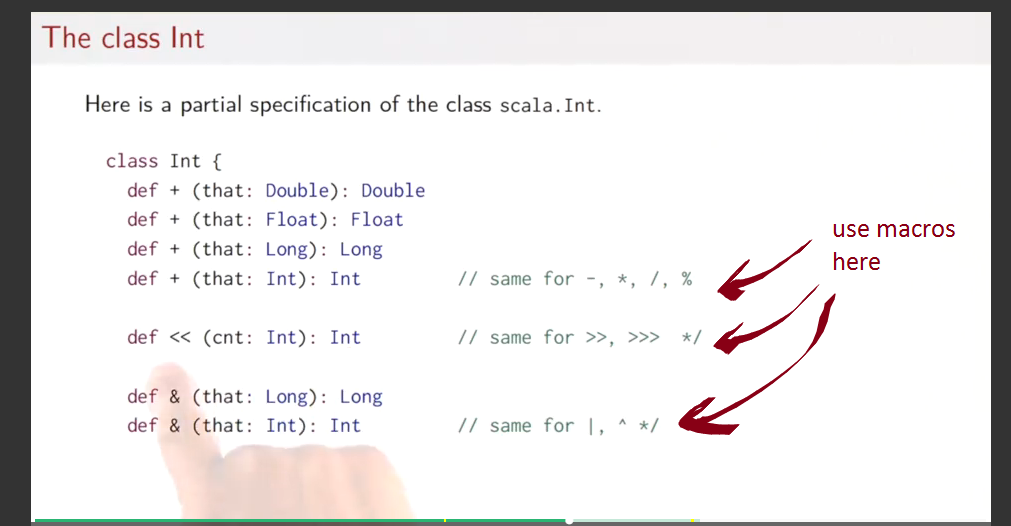 The class Int
Here is a partial specification of the class scala.Int.
class Int {
def + (that: Double): Double
def + (that: Float): Float
def + (that: Long): Long
def + (that: Int): Int // same for -, *, /, %
use macros
here
def << (cnt: Int): Int // same for >>, >>> */
def & (that: Long): Long
def & (that: Int): Int // same for |, ^ */